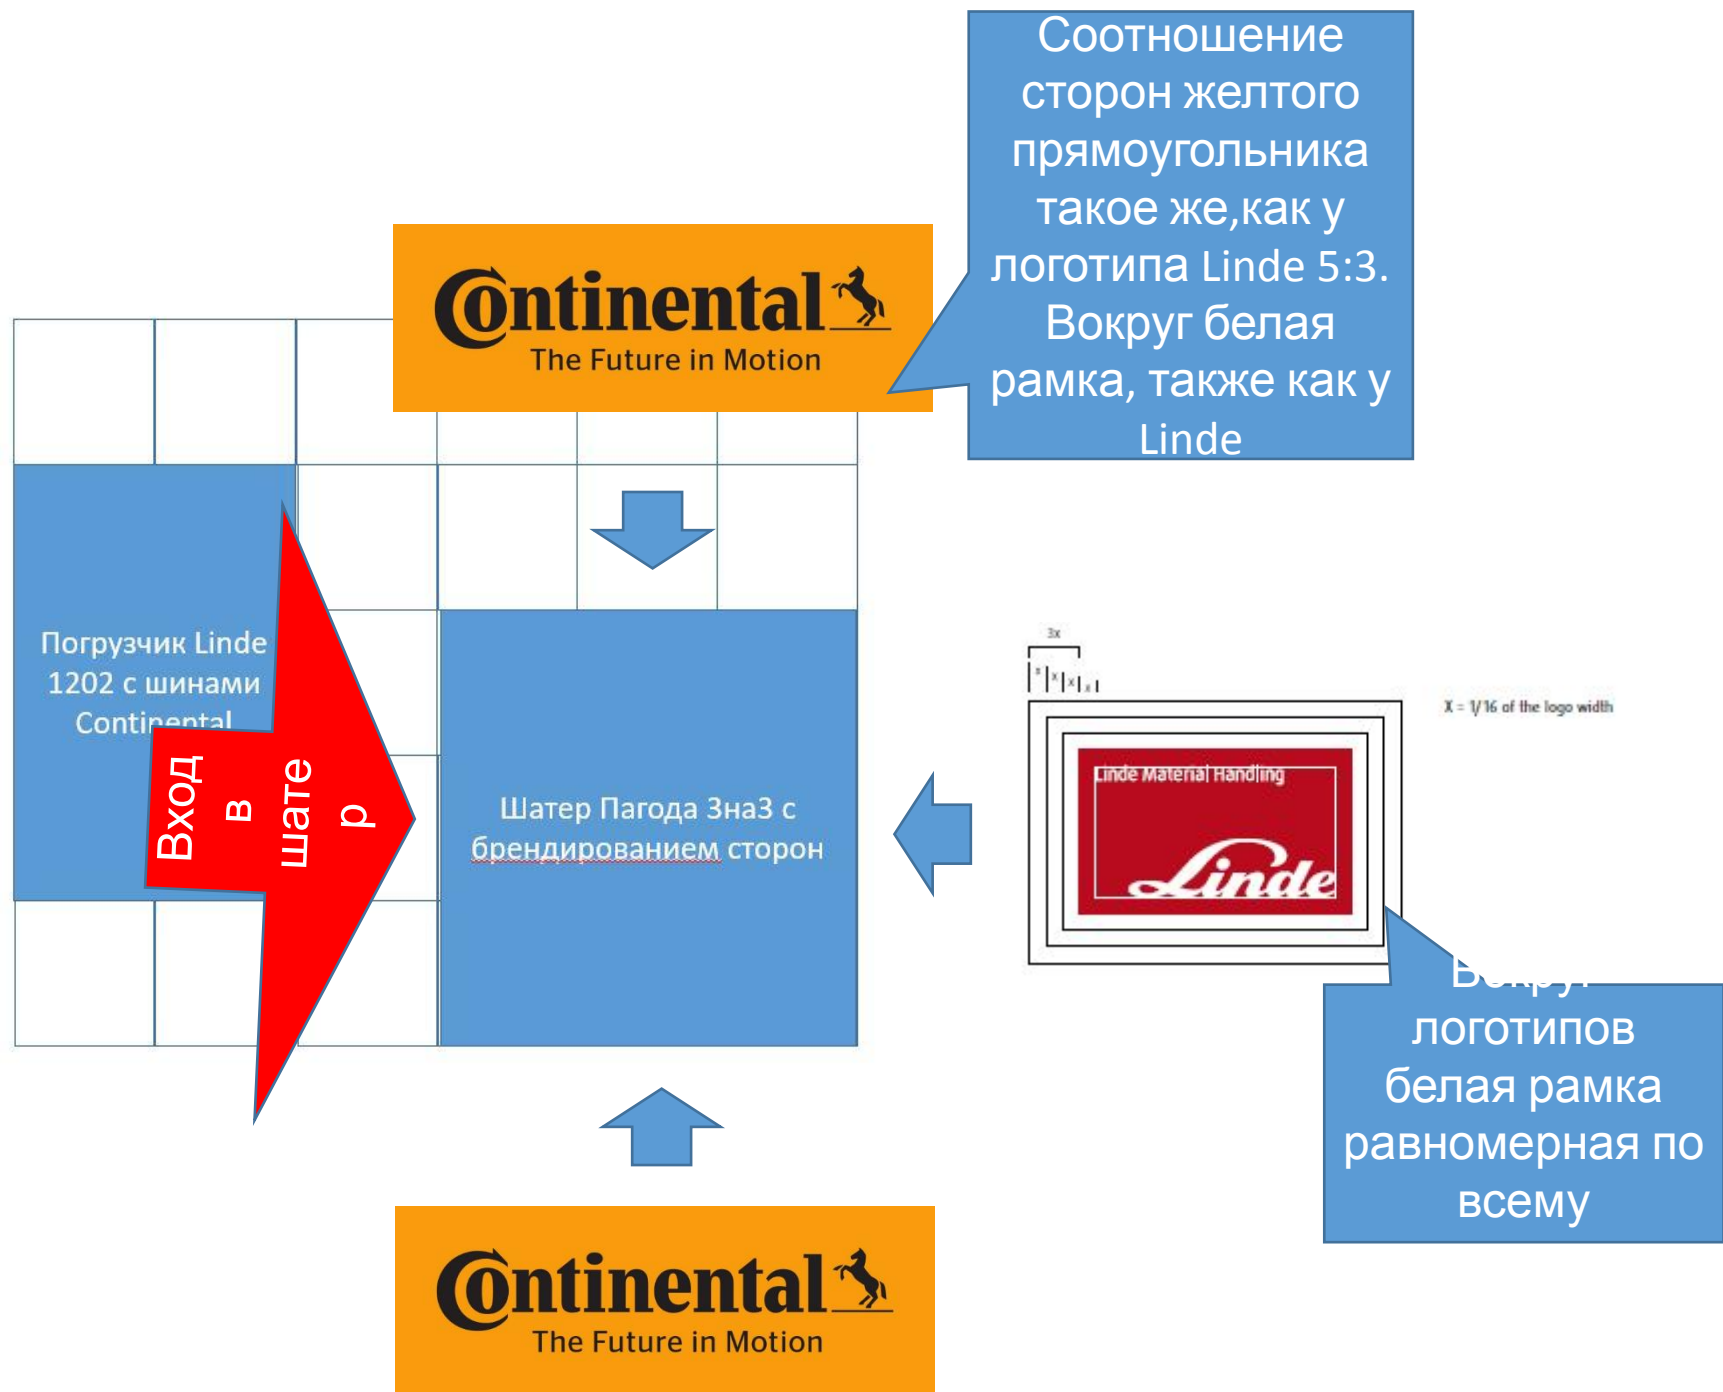 Соотношение
сторон желтого
прямоугольника
такое же,как у
логотипа Linde 5:3.
Вокруг белая
рамка, также как у
Linde
Continental
The Future in Motion
Погрузчик Linde
1202 с шинами
Continental
Вход
в
шате
р
Шатер Пагода 3на3 с
брендированием сторон
3x
x x x x
X = 1/16 of the logo width
Linde Material Handling
Linde
Вокруг
логотипов
белая рамка
равномерная по
всему
Continental
The Future in Motion